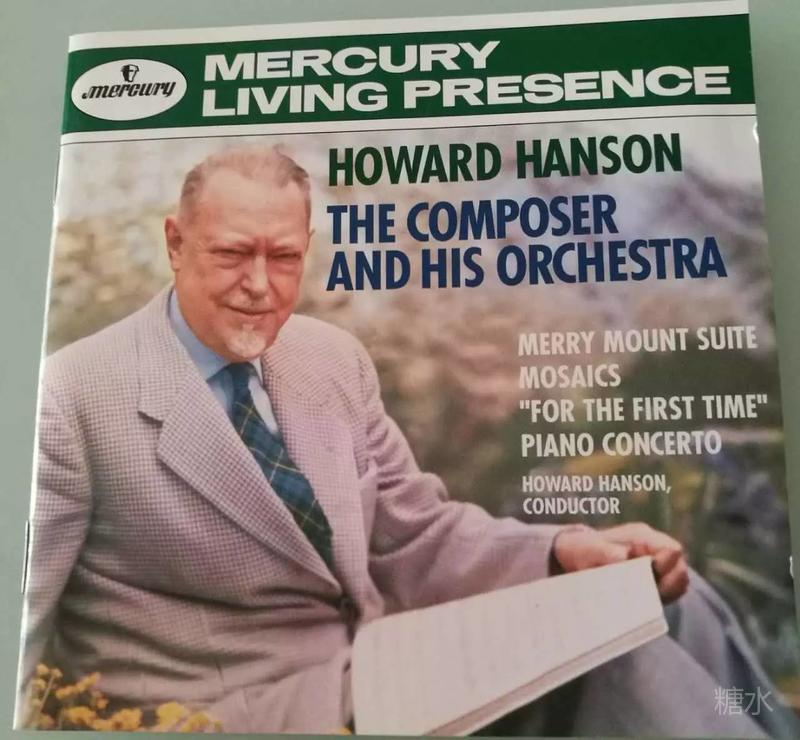 mercury
MERCURY
LIVING PRESENCE
HOWARD HANSON
THE COMPOSER
AND HIS ORCHESTRA
MERRY MOUNT SUITE
MOSAICS
"FOR THE FIRST TIME"
PIANO CONCERTO
HOWARD HANSON,
CONDUCTOR
糖水